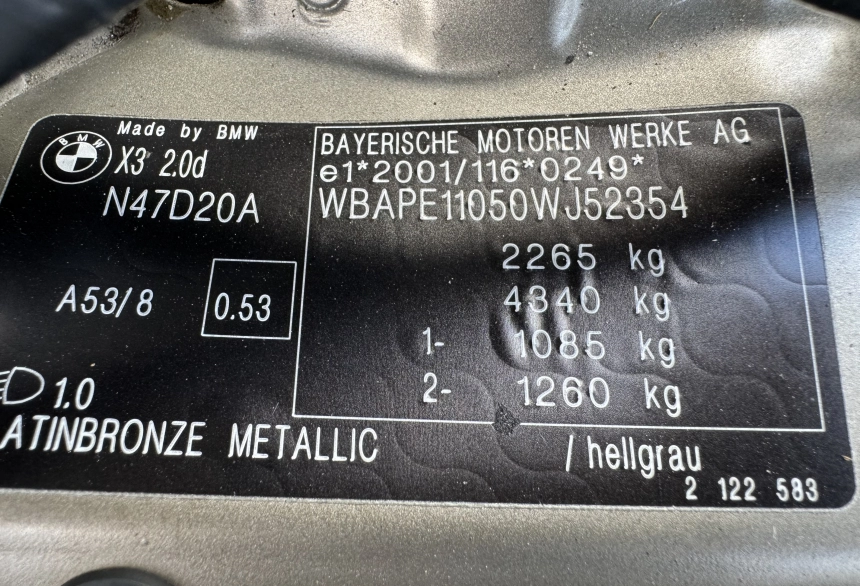 Made by BMW
BMW
X3 2.0d
N47D20A
A53/8
0.53
1.0
ATINBRONZE METALLIC
BAYERISCHE MOTOREN WERKE AG
e1*2001/116*0249*
WBAPE11050WJ52354
2265 kg
4340 kg
1- 1085 kg
2- 1260 kg
/hellgrau
2 122 583